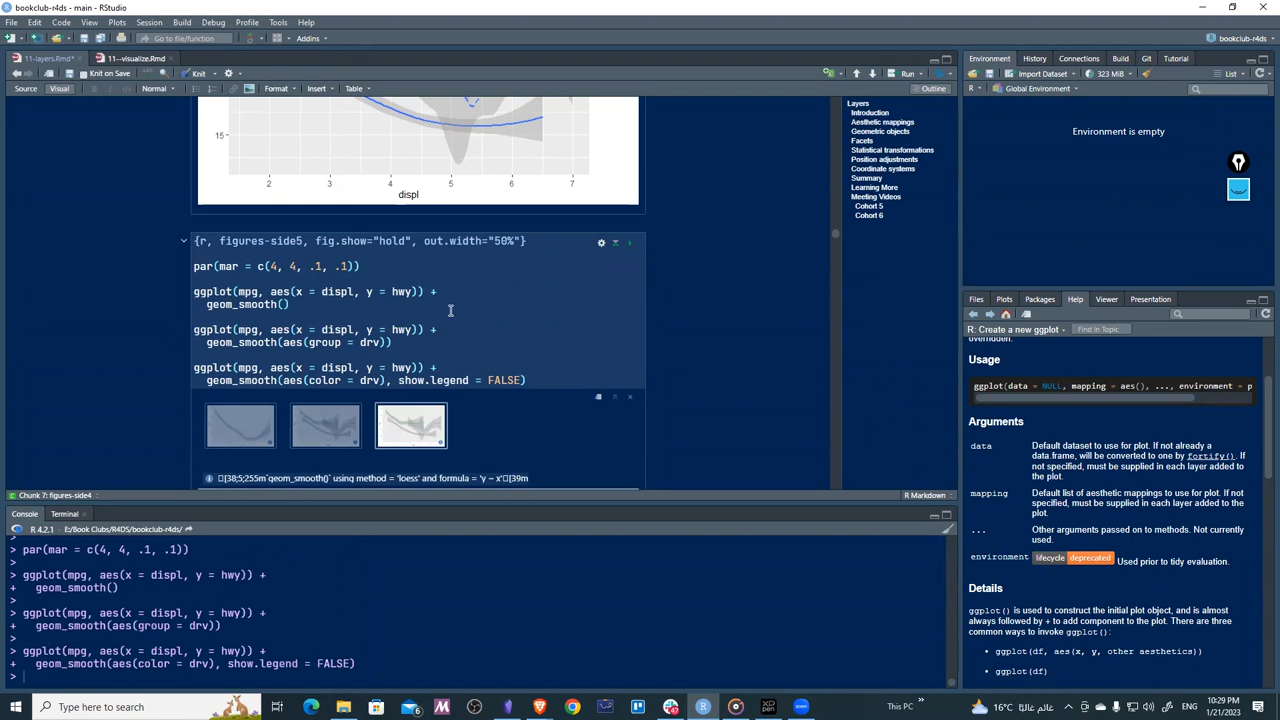 bookclub-r4ds - main - RStudio
File Edit Code View Plots Session Build Debug Profile Tools Help
Go to file/function Addins bookclub-r4ds
11-layers.Rmd* 11--visualize.Rmd
Knit on Save Knit Run
Source Visual B I Normal Format Insert Table Outline
15
2 3 4 5 6 7
displ
{r, figures-side5, fig.show="hold", out.width="50%"}
par(mar = c(4, 4, .1, .1))
ggplot(mpg, aes(x = displ, y = hwy)) +
geom_smooth()
ggplot(mpg, aes(x = displ, y = hwy)) +
geom_smooth(aes(group = drv))
ggplot(mpg, aes(x = displ, y = hwy)) +
geom_smooth(aes(color = drv), show.legend = FALSE)
[38;5;255m`geom_smooth()` using method = 'loess' and formula = 'y ~ x'[39m
Chunk 7: figures-side4 R Markdown
Layers
Introduction
Aesthetic mappings
Geometric objects
Facets
Statistical transformations
Position adjustments
Coordinate systems
Summary
Learning More
Meeting Videos
Cohort 5
Cohort 6
Console Terminal
R 4.2.1 · E:/Book Clubs/R4DS/bookclub-r4ds/
>
> par(mar = c(4, 4, .1, .1))
>
> ggplot(mpg, aes(x = displ, y = hwy)) +
+ geom_smooth()
>
> ggplot(mpg, aes(x = displ, y = hwy)) +
+ geom_smooth(aes(group = drv))
>
> ggplot(mpg, aes(x = displ, y = hwy)) +
+ geom_smooth(aes(color = drv), show.legend = FALSE)
>
Environment History Connections Build Git Tutorial
Import Dataset 323 MiB List
R Global Environment
Environment is empty
Files Plots Packages Help Viewer Presentation
R: Create a new ggplot Find in Topic
overridden.
Usage
ggplot(data = NULL, mapping = aes(), ..., environment = p
Arguments
data Default dataset to use for plot. If not already a
data.frame, will be converted to one by fortify(). If
not specified, must be supplied in each layer added to
the plot.
mapping Default list of aesthetic mappings to use for plot. If not
specified, must be supplied in each layer added to the
plot.
... Other arguments passed on to methods. Not currently
used.
environment lifecycle deprecated Used prior to tidy evaluation.
Details
ggplot() is used to construct the initial plot object, and is almost
always followed by + to add component to the plot. There are three
common ways to invoke ggplot():
ggplot(df, aes(x, y, other aesthetics))
ggplot(df)
Type here to search
This PC
16°C غائم غالبًا
10:29 PM
1/21/2023